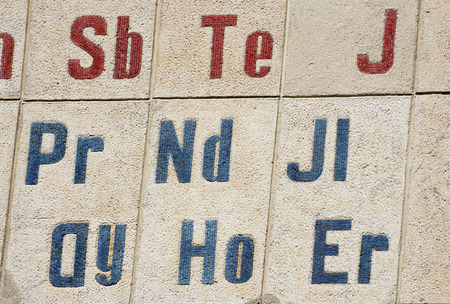 n Sb Te J
Pr Nd Jl
Dy Ho Er